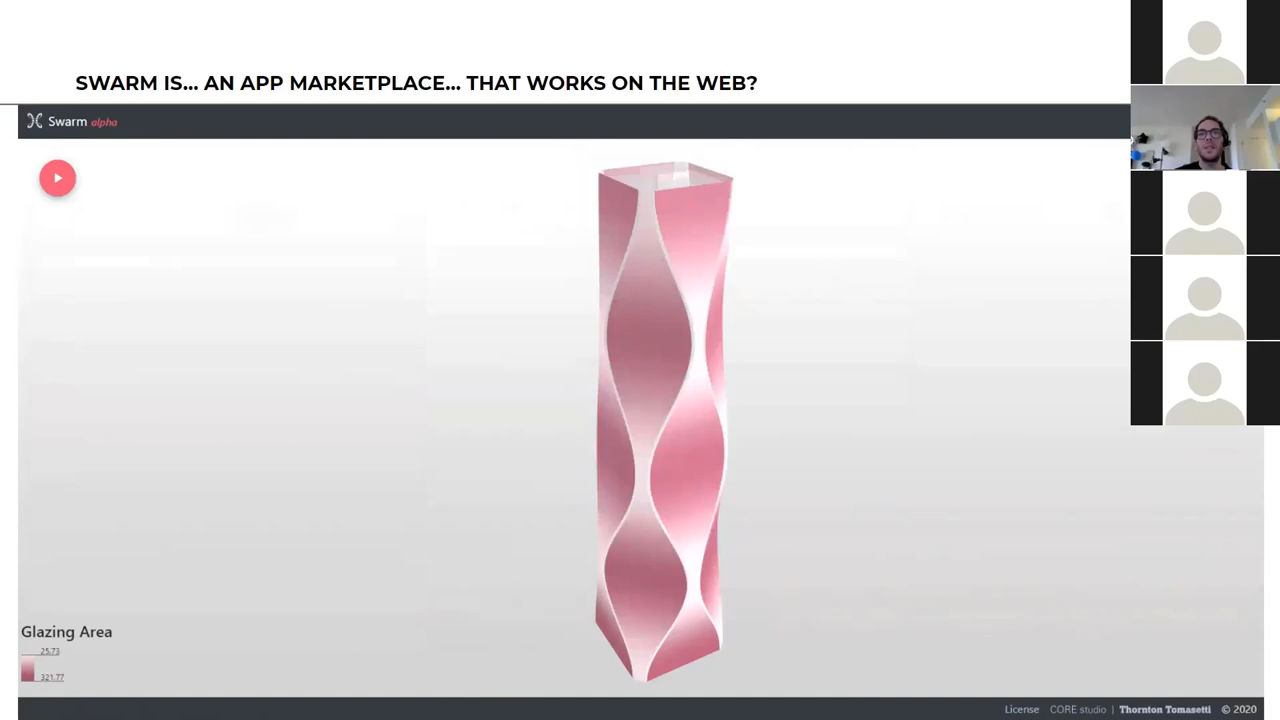 SWARM IS... AN APP MARKETPLACE... THAT WORKS ON THE WEB?
Swarm alpha
Glazing Area
25.73
321.77
License CORE studio | Thornton Tomasetti © 2020